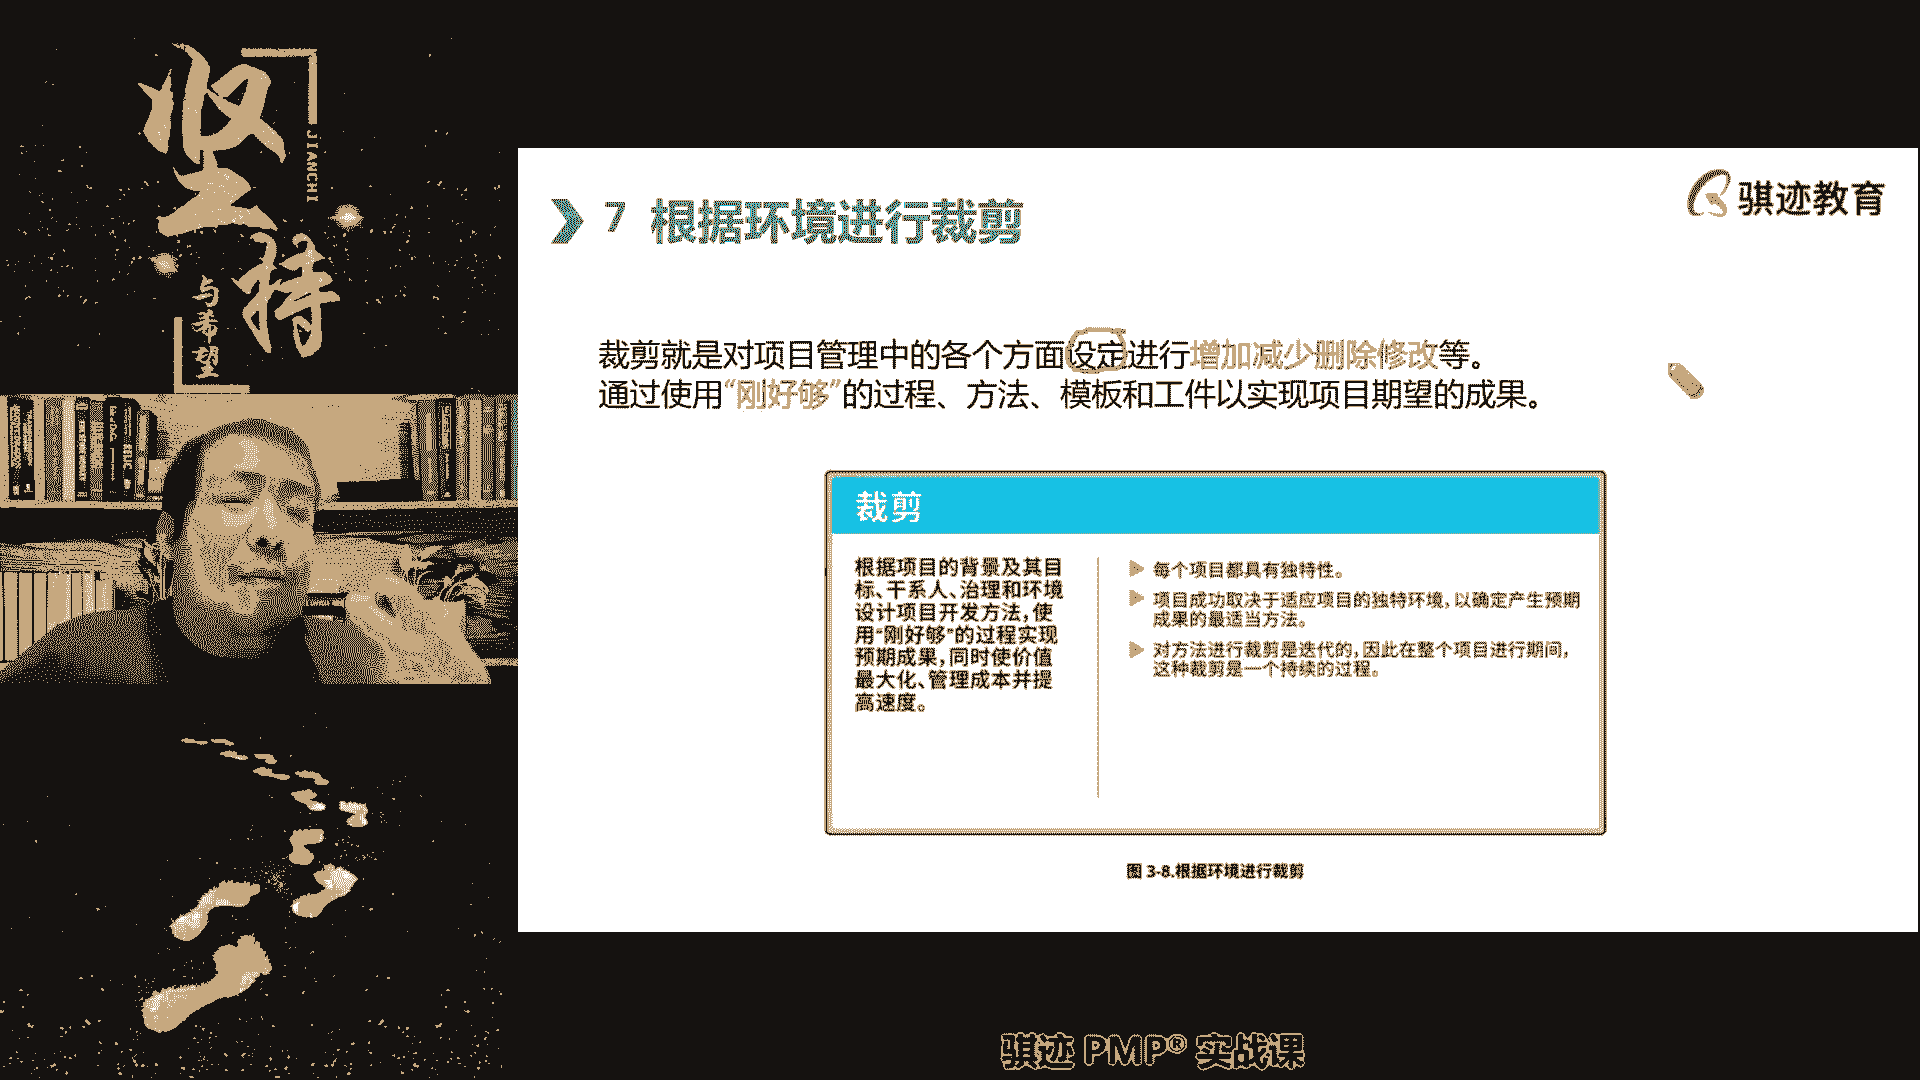 坚持
JIANCHI
与希望
骐迹教育
7 根据环境进行裁剪
裁剪就是对项目管理中的各个方面设定进行增加减少删除修改等。
通过使用“刚好够”的过程、方法、模板和工件以实现项目期望的成果。
裁剪
根据项目的背景及其目
标、干系人、治理和环境
设计项目开发方法，使
用“刚好够”的过程实现
预期成果，同时使价值
最大化、管理成本并提
高速度。
每个项目都具有独特性。
项目成功取决于适应项目的独特环境，以确定产生预期
成果的最适当方法。
对方法进行裁剪是迭代的，因此在整个项目进行期间，
这种裁剪是一个持续的过程。
图 3-8.根据环境进行裁剪
骐迹 PMP® 实战课